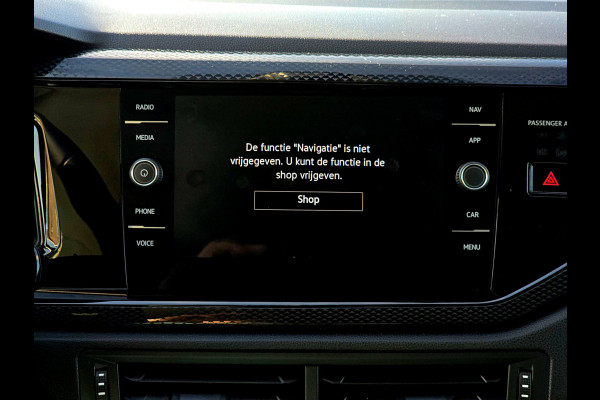 RADIO
MEDIA
PHONE
VOICE
De functie "Navigatie" is niet
vrijgegeven. U kunt de functie in de
shop vrijgeven.
Shop
NAV
APP
CAR
MENU
PASSENGER A